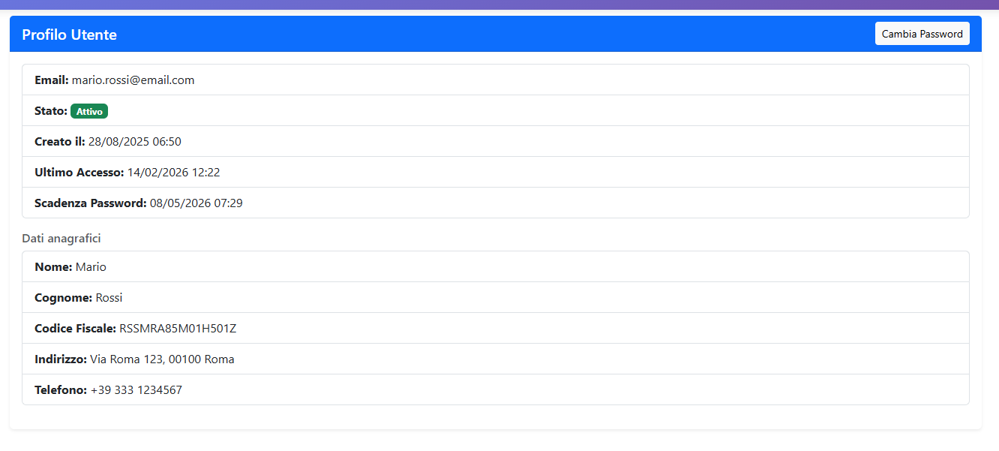 Profilo Utente
Cambia Password
Email: mario.rossi@email.com
Stato: Attivo
Creato il: 28/08/2025 06:50
Ultimo Accesso: 14/02/2026 12:22
Scadenza Password: 08/05/2026 07:29
Dati anagrafici
Nome: Mario
Cognome: Rossi
Codice Fiscale: RSSMRA85M01H501Z
Indirizzo: Via Roma 123, 00100 Roma
Telefono: +39 333 1234567